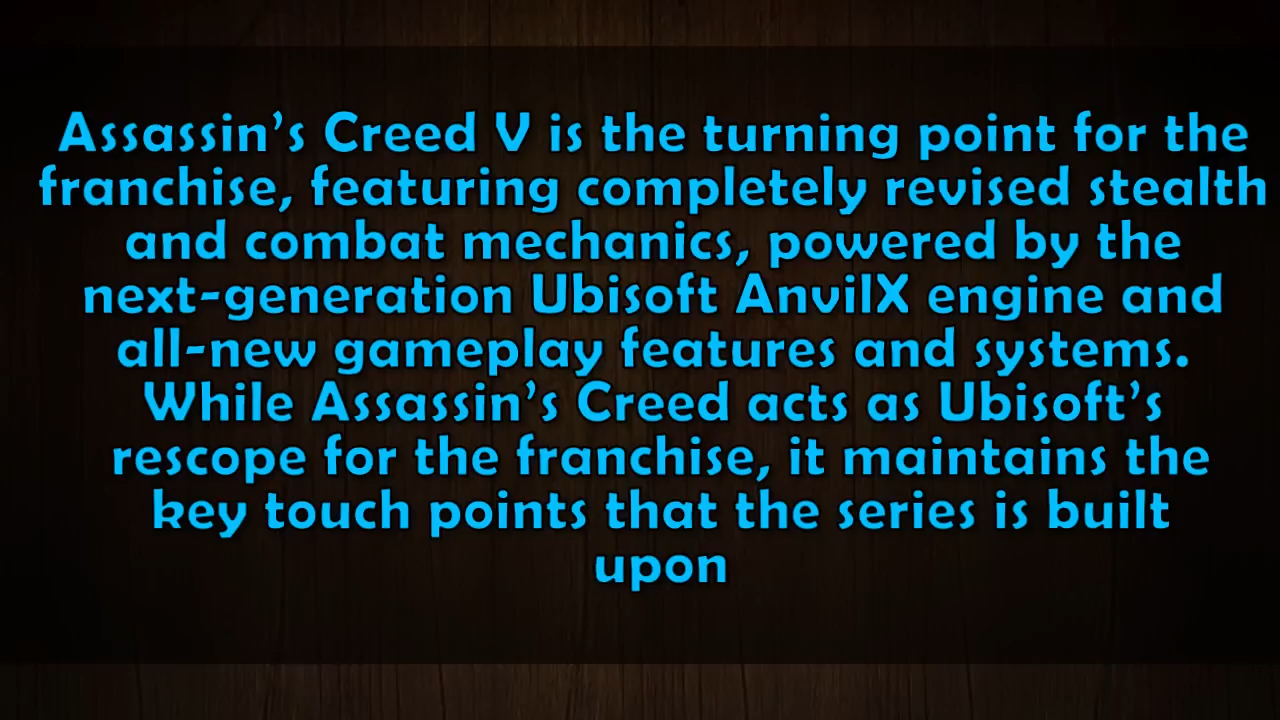 Assassin’s Creed V is the turning point for the
franchise, featuring completely revised stealth
and combat mechanics, powered by the
next-generation Ubisoft AnvilX engine and
all-new gameplay features and systems.
While Assassin’s Creed acts as Ubisoft’s
rescope for the franchise, it maintains the
key touch points that the series is built
upon